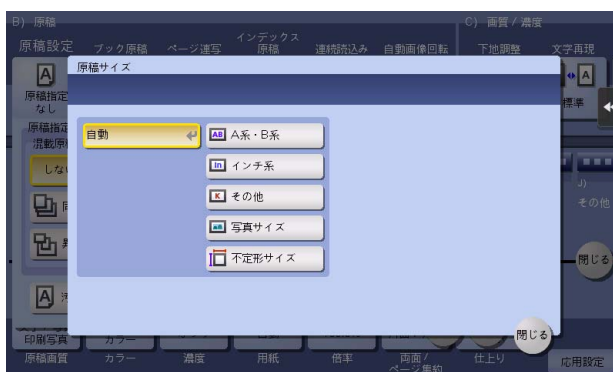 B) 原稿
C) 画質 / 濃度
原稿設定
ブック原稿
ページ連写
インデックス
原稿
連続読込み
自動画像回転
下地調整
文字再現
原稿サイズ
原稿指定
なし
標準
原稿指定
混載原
しない
自動
A系・B系
インチ系
その他
写真サイズ
不定形サイズ
J)
その他
閉じる
閉じる
印刷写真
カラー
原稿画質
カラー
濃度
用紙
倍率
両面 /
ページ集約
仕上り
応用設定